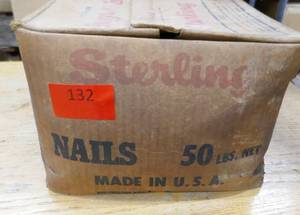 Sterling
132
NAILS 50 LBS. NET
MADE IN U.S.A.